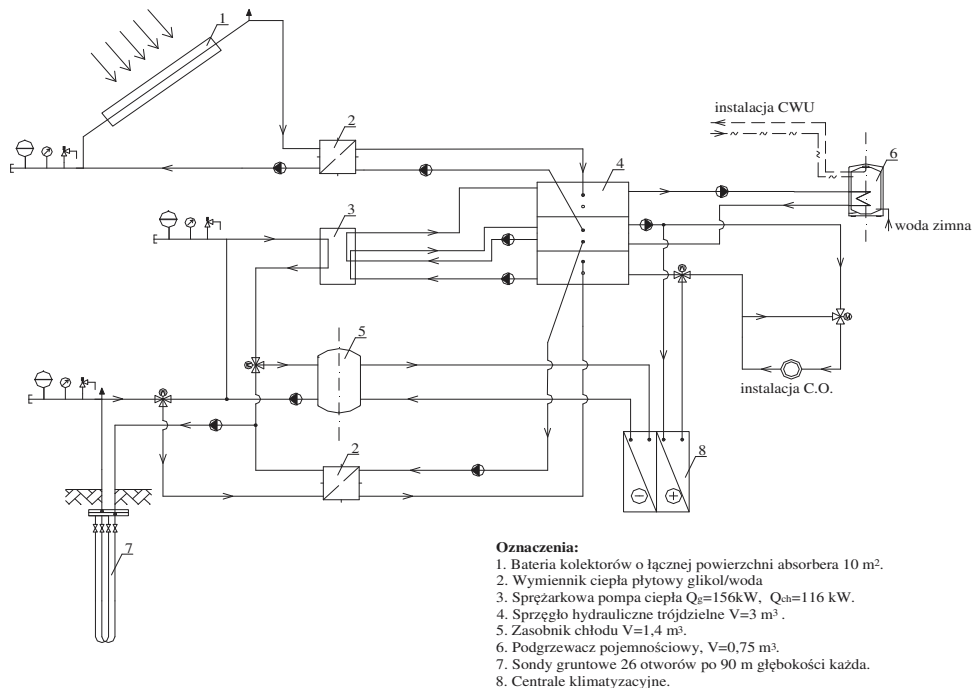 1
2
instalacja CWU
4
6
3
woda zimna
5
instalacja C.O.
2
8
7
Oznaczenia:
1. Bateria kolektorów o łącznej powierzchni absorbera 10 m².
2. Wymiennik ciepła płytowy glikol/woda
3. Sprężarkowa pompa ciepła Qg=156kW, Qch=116 kW.
4. Sprzęgło hydrauliczne trójdzielne V=3 m³ .
5. Zasobnik chłodu V=1,4 m³.
6. Podgrzewacz pojemnościowy, V=0,75 m³.
7. Sondy gruntowe 26 otworów po 90 m głębokości każda.
8. Centrale klimatyzacyjne.